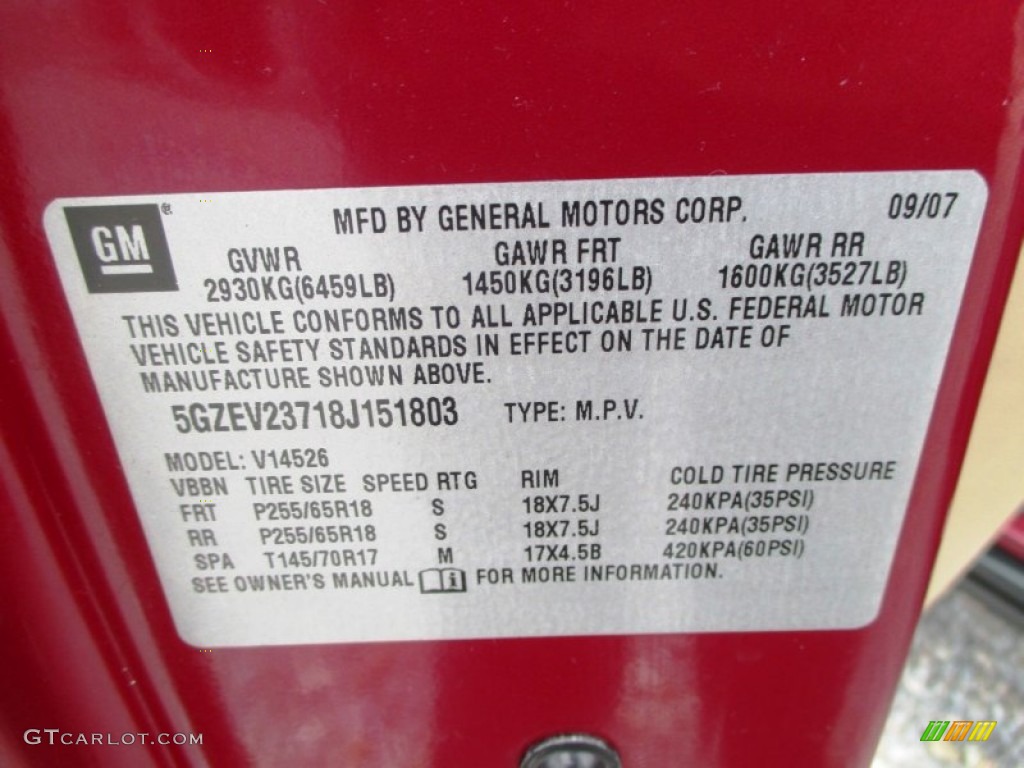 GM® MFD BY GENERAL MOTORS CORP. 09/07
GVWR GAWR FRT GAWR RR
2930KG(6459LB) 1450KG(3196LB) 1600KG(3527LB)
THIS VEHICLE CONFORMS TO ALL APPLICABLE U.S. FEDERAL MOTOR
VEHICLE SAFETY STANDARDS IN EFFECT ON THE DATE OF
MANUFACTURE SHOWN ABOVE.
5GZEV23718J151803 TYPE: M.P.V.
MODEL: V14526
VBBN TIRE SIZE SPEED RTG RIM COLD TIRE PRESSURE
FRT P255/65R18 S 18X7.5J 240KPA(35PSI)
RR P255/65R18 S 18X7.5J 240KPA(35PSI)
SPA T145/70R17 M 17X4.5B 420KPA(60PSI)
SEE OWNER'S MANUAL i FOR MORE INFORMATION.
GTCARLOT.COM